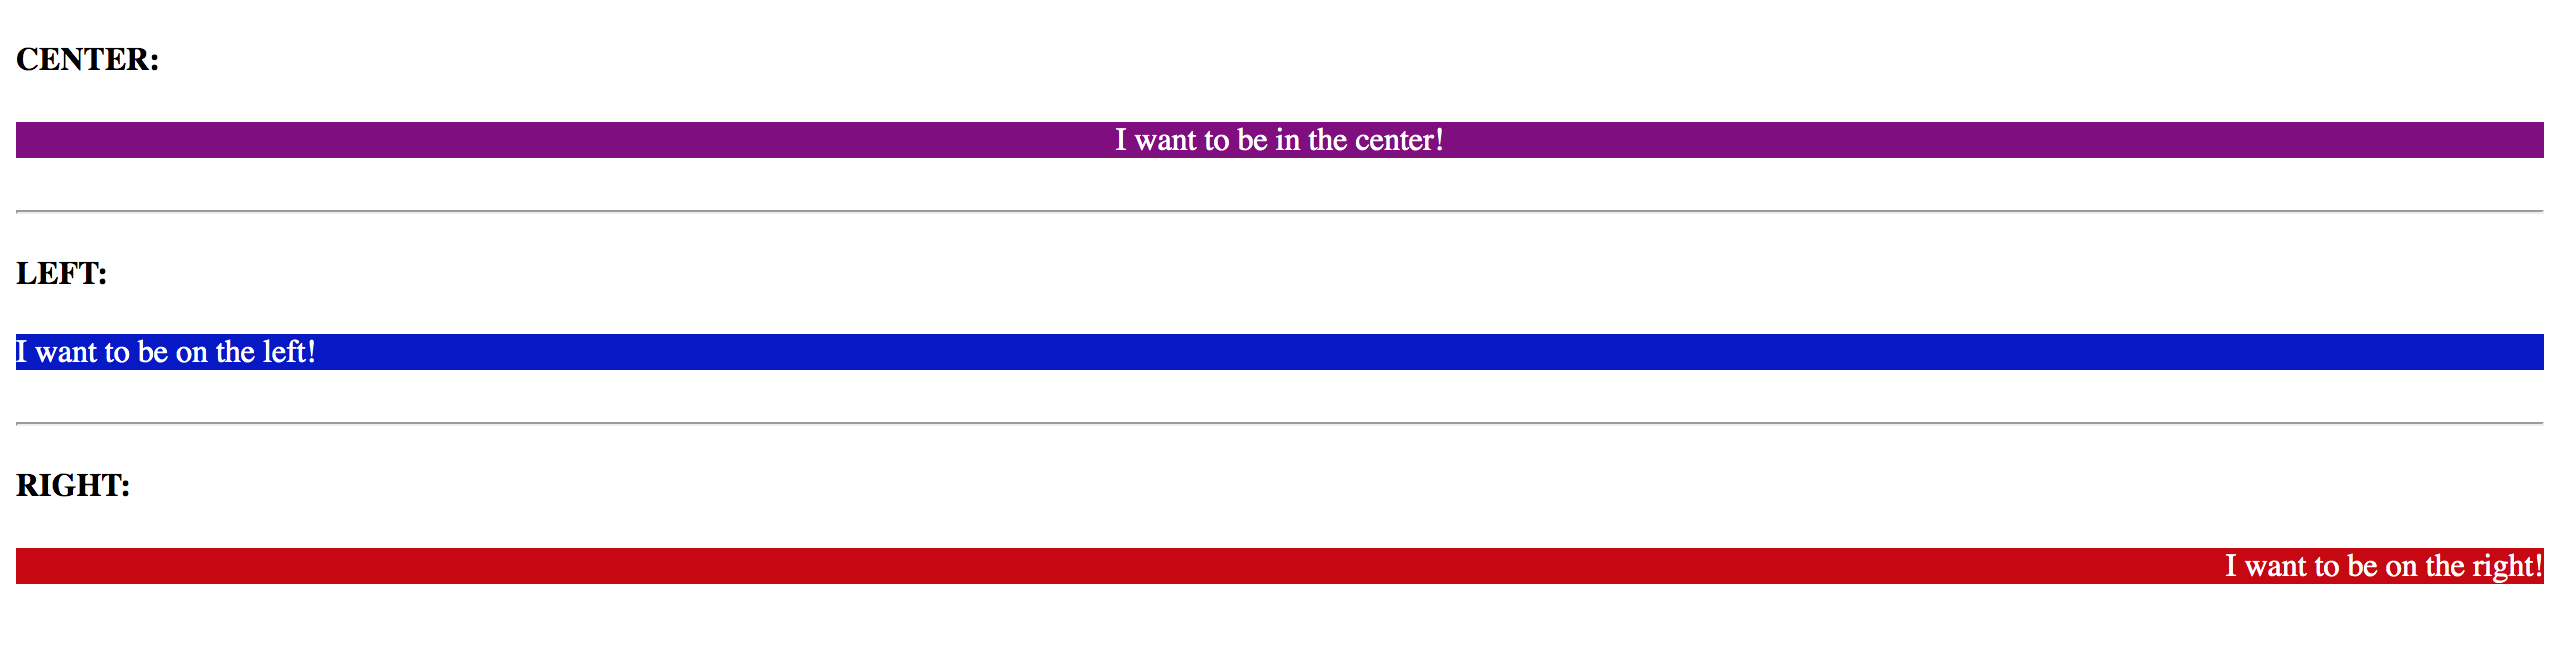 CENTER:
I want to be in the center!
LEFT:
I want to be on the left!
RIGHT:
I want to be on the right!